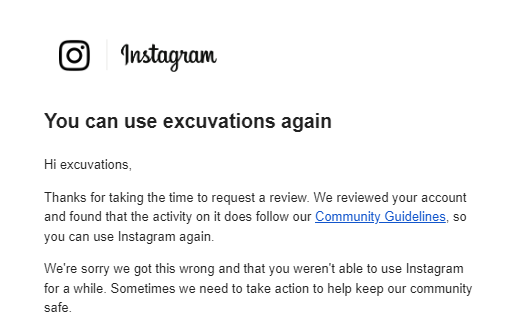 Instagram
You can use excuvations again
Hi excuvations,
Thanks for taking the time to request a review. We reviewed your account
and found that the activity on it does follow our Community Guidelines, so
you can use Instagram again.
We're sorry we got this wrong and that you weren't able to use Instagram
for a while. Sometimes we need to take action to help keep our community
safe.